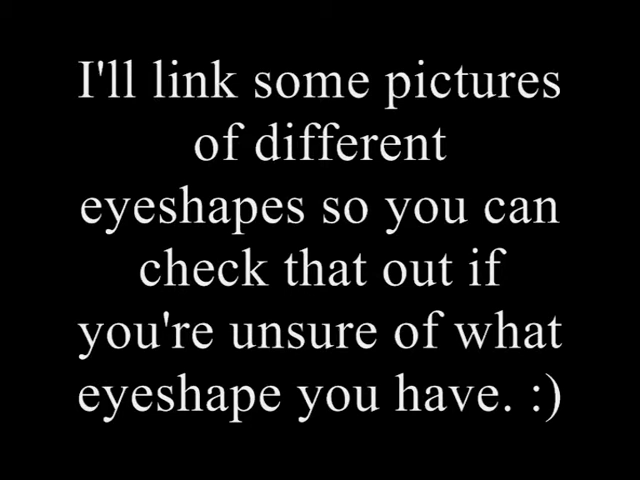 I'll link some pictures
of different
eyeshapes so you can
check that out if
you're unsure of what
eyeshape you have. :)